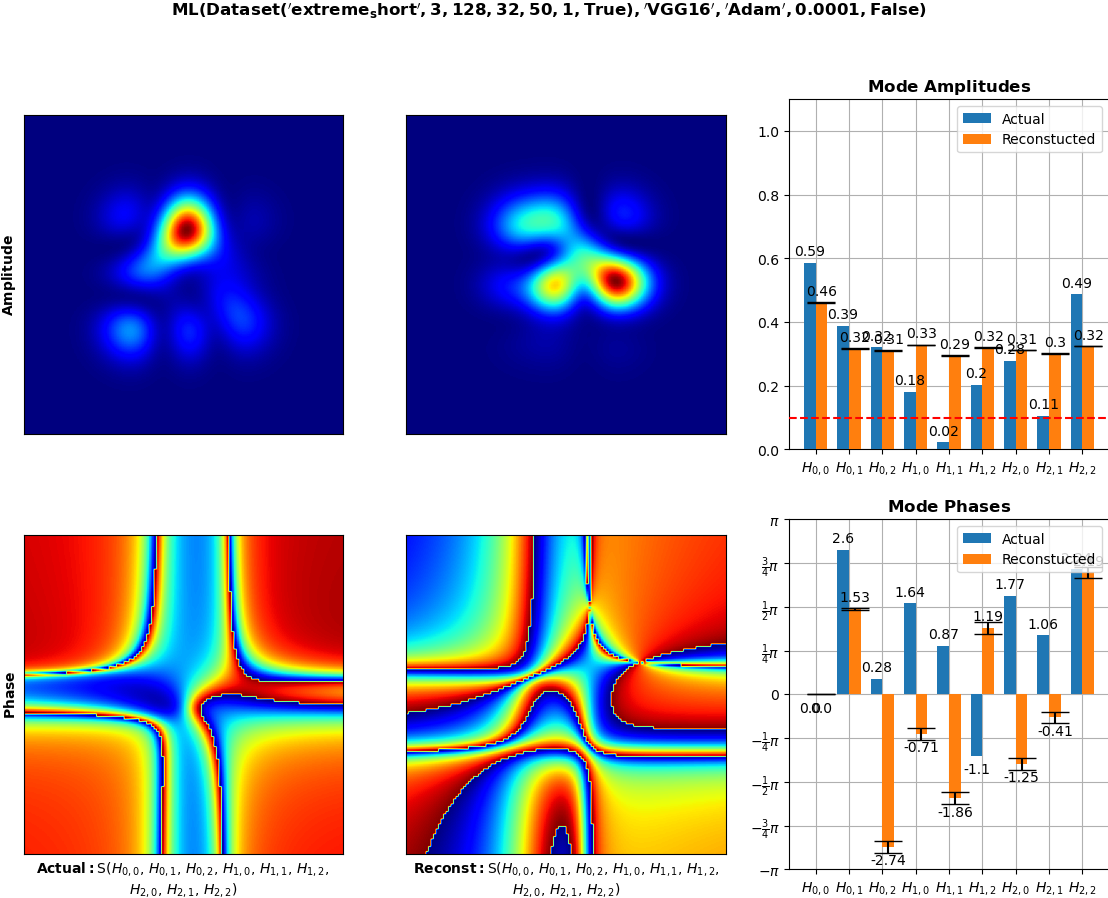 ML(Dataset('extreme_short', 3, 128, 32, 50, 1, True), 'VGG16', 'Adam', 0.0001, False)
Amplitude
Mode Amplitudes
Actual
Reconstucted
1.0
0.8
0.6
0.4
0.2
0.0
0.59
0.46
0.39
0.32
0.32
0.31
0.18
0.33
0.02
0.29
0.2
0.32
0.28
0.31
0.11
0.3
0.49
0.32
H0,0 H0,1 H0,2 H1,0 H1,1 H1,2 H2,0 H2,1 H2,2
Phase
Actual: S(H0,0, H0,1, H0,2, H1,0, H1,1, H1,2,
H2,0, H2,1, H2,2)
Reconst: S(H0,0, H0,1, H0,2, H1,0, H1,1, H1,2,
H2,0, H2,1, H2,2)
Mode Phases
Actual
Reconstucted
π
3/4π
1/2π
1/4π
0
−1/4π
−1/2π
−3/4π
−π
0.0
0.0
2.6
1.53
0.28
-2.74
1.64
-0.71
0.87
-1.86
-1.1
1.19
1.77
-1.25
1.06
-0.41
H0,0 H0,1 H0,2 H1,0 H1,1 H1,2 H2,0 H2,1 H2,2